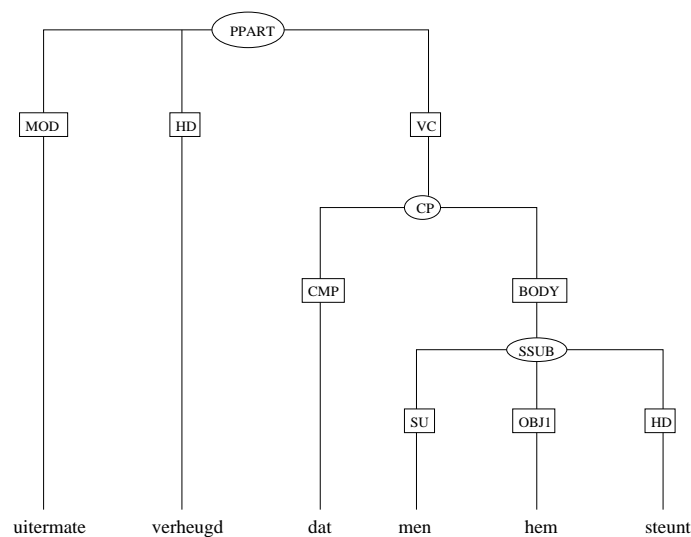 PPART
MOD HD VC
CP
CMP BODY
SSUB
SU OBJ1 HD
uitermate verheugd dat men hem steunt